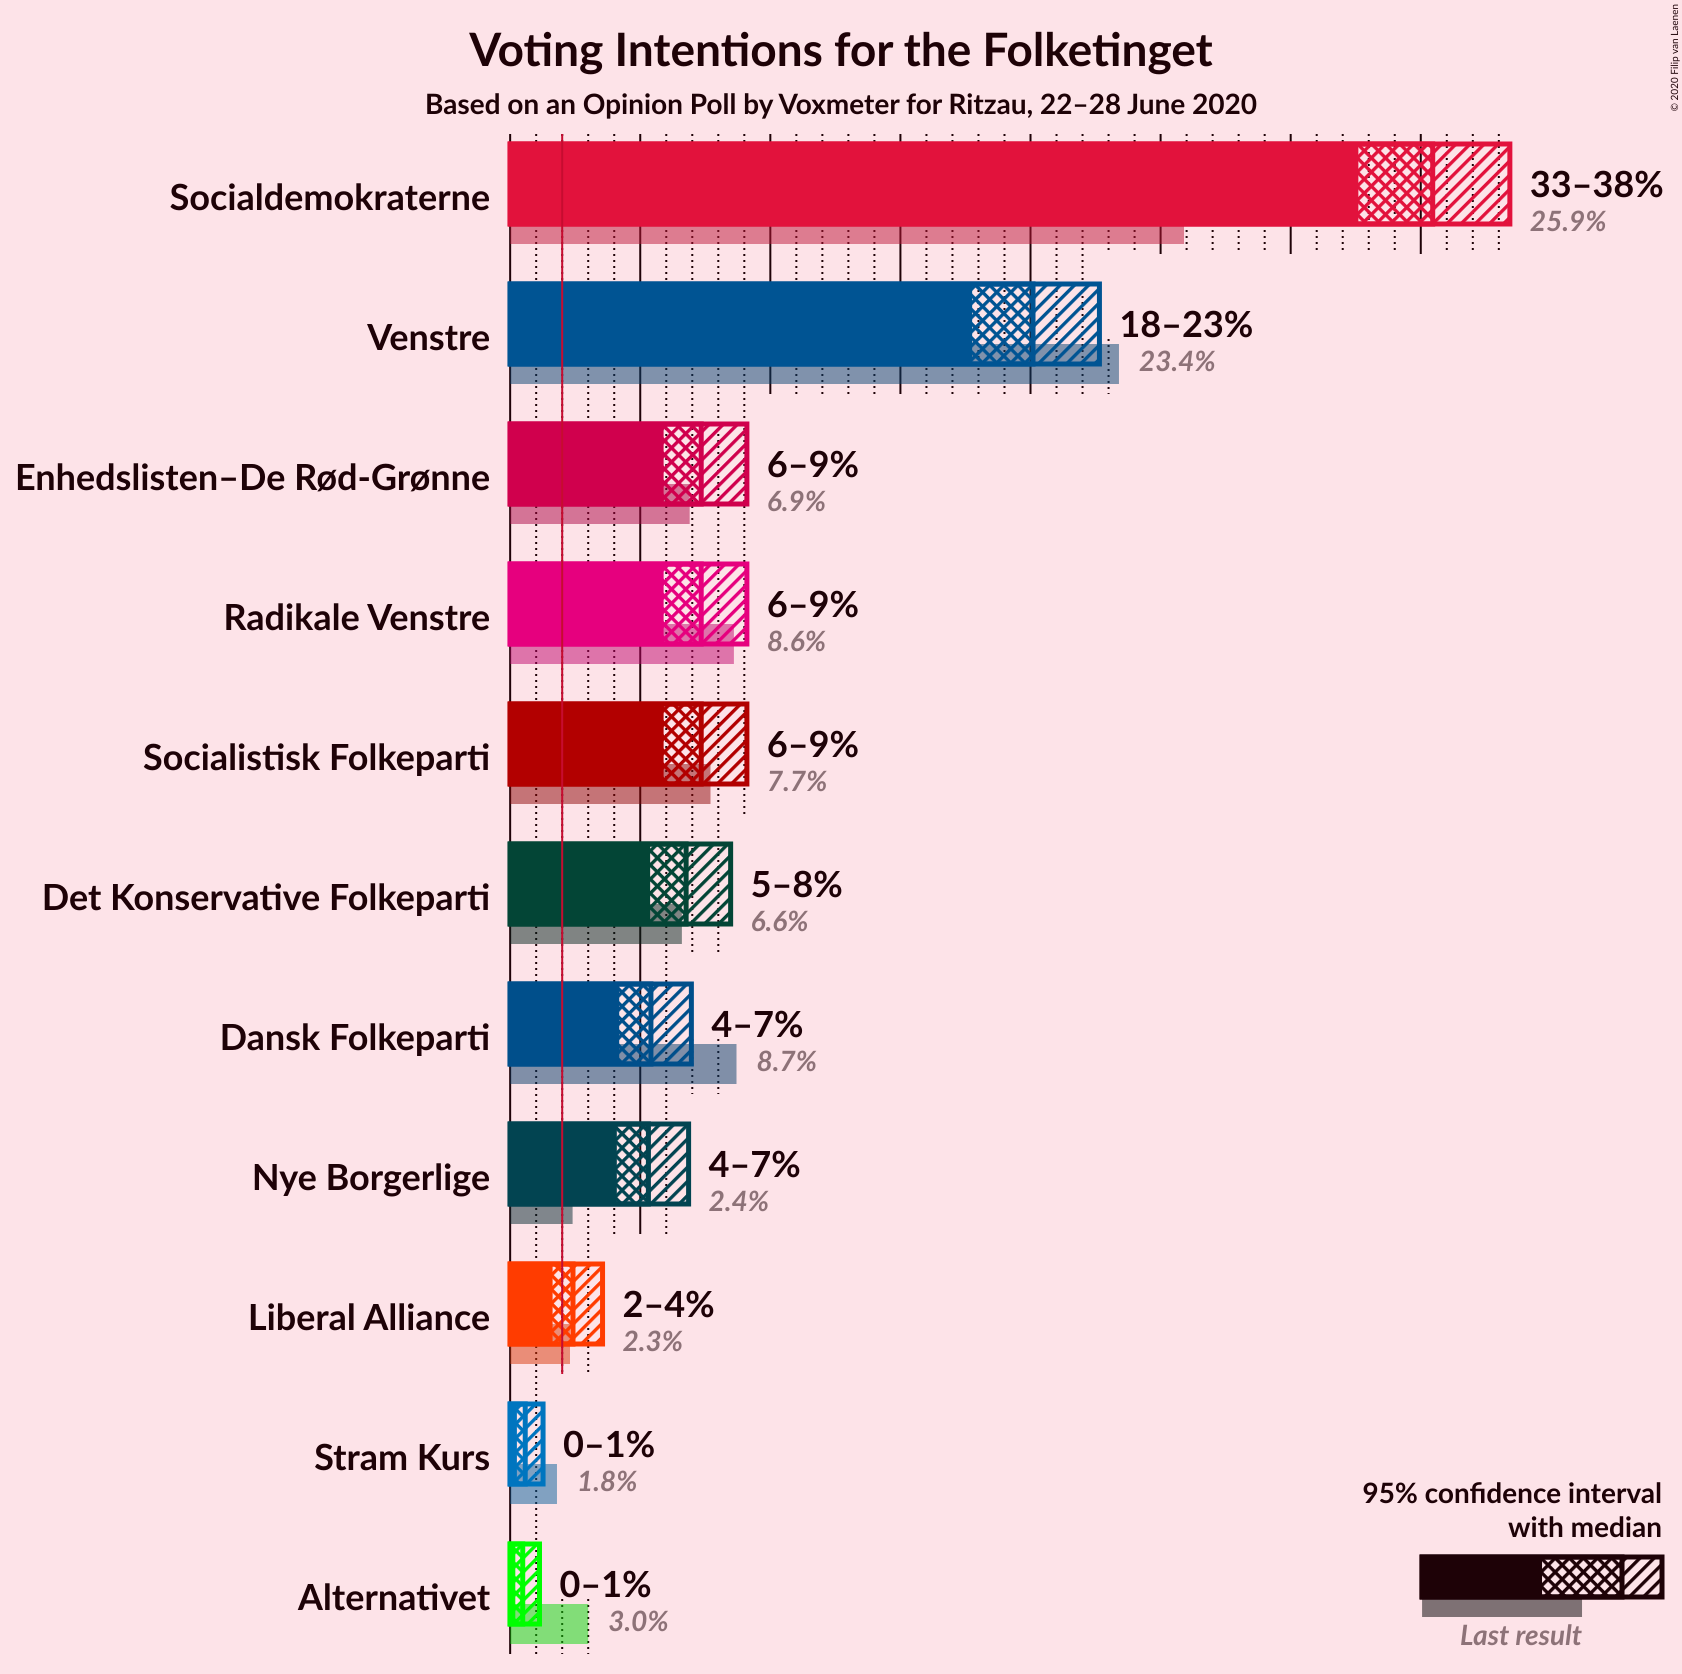 Voting Intentions for the Folketinget
Based on an Opinion Poll by Voxmeter for Ritzau, 22–28 June 2020
© 2020 Filip van Laenen
Socialdemokraterne
33–38%
25.9%
Venstre
18–23%
23.4%
Enhedslisten–De Rød-Grønne
6–9%
6.9%
Radikale Venstre
6–9%
8.6%
Socialistisk Folkeparti
6–9%
7.7%
Det Konservative Folkeparti
5–8%
6.6%
Dansk Folkeparti
4–7%
8.7%
Nye Borgerlige
4–7%
2.4%
Liberal Alliance
2–4%
2.3%
Stram Kurs
0–1%
1.8%
Alternativet
0–1%
3.0%
95% confidence interval
with median
Last result